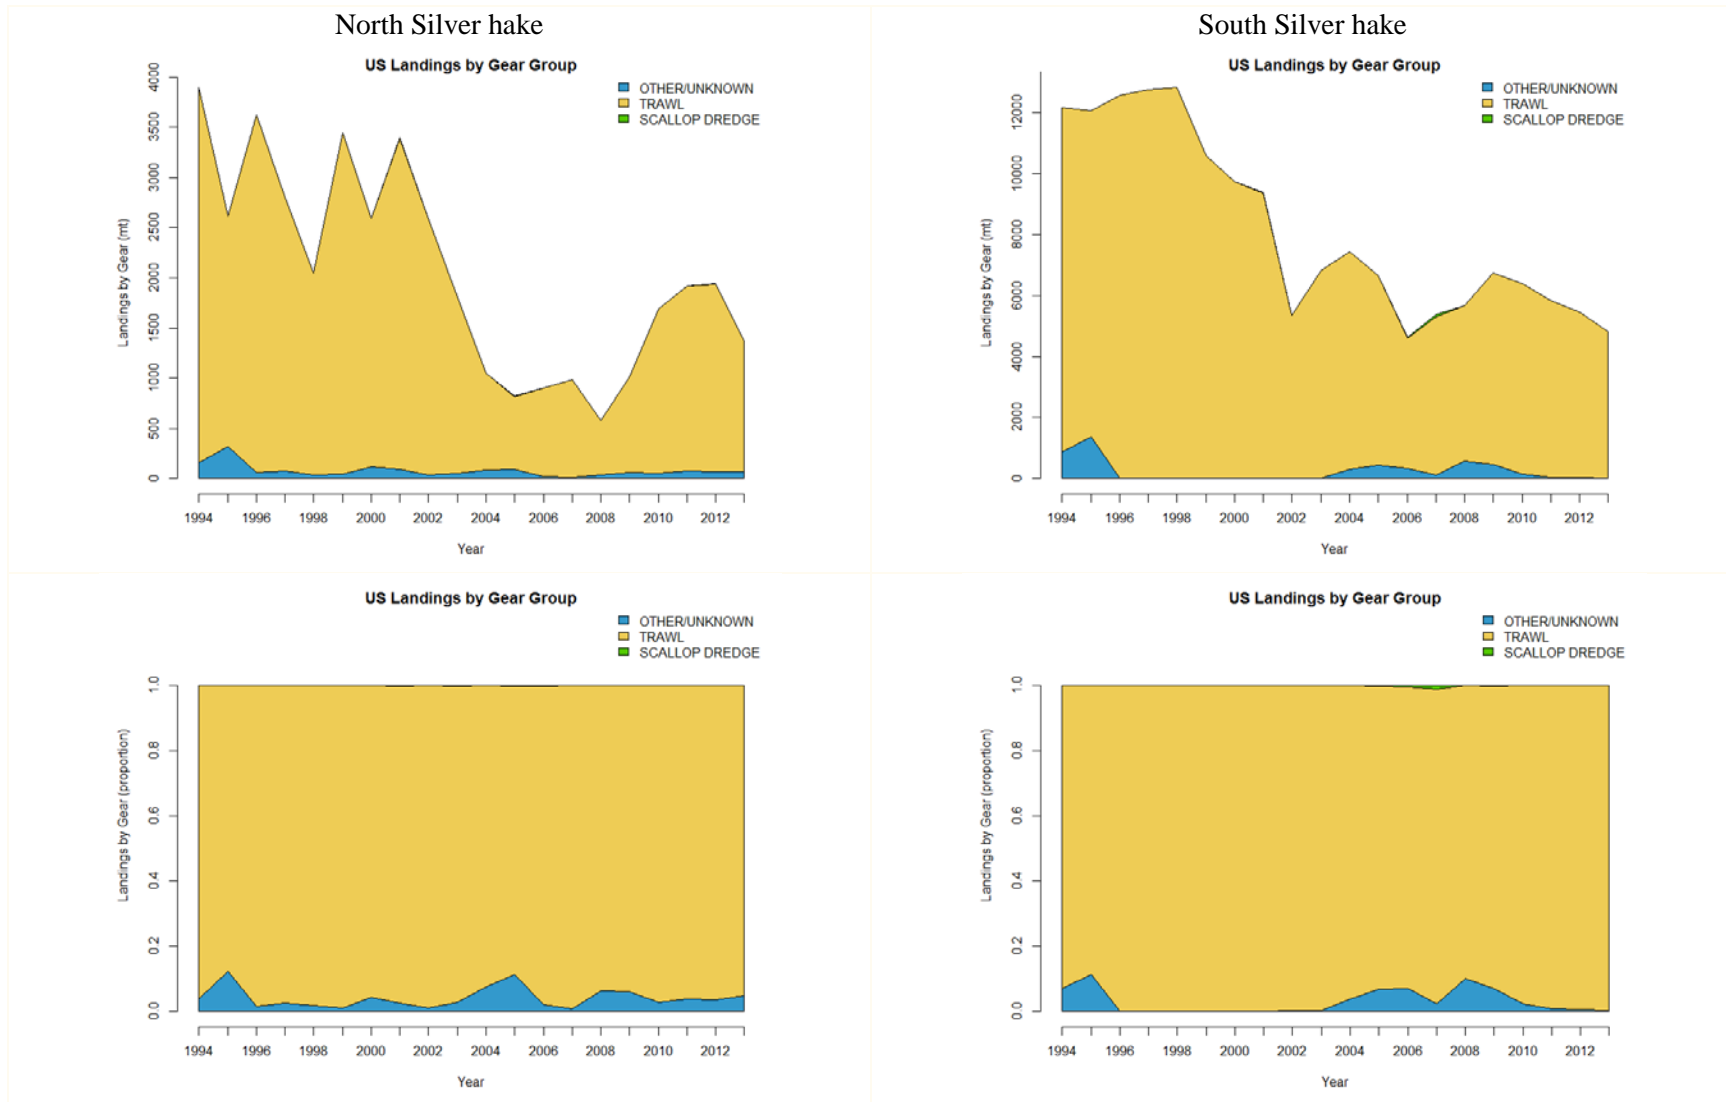 North Silver hake
US Landings by Gear Group
OTHER/UNKNOWN
TRAWL
SCALLOP DREDGE
Landings by Gear (mt)
4000
3500
3000
2500
2000
1500
1000
500
0
1994 1996 1998 2000 2002 2004 2006 2008 2010 2012
Year
South Silver hake
US Landings by Gear Group
OTHER/UNKNOWN
TRAWL
SCALLOP DREDGE
Landings by Gear (mt)
12000
10000
8000
6000
4000
2000
0
1994 1996 1998 2000 2002 2004 2006 2008 2010 2012
Year
US Landings by Gear Group
OTHER/UNKNOWN
TRAWL
SCALLOP DREDGE
Landings by Gear (proportion)
1.0
0.8
0.6
0.4
0.2
0.0
1994 1996 1998 2000 2002 2004 2006 2008 2010 2012
Year
US Landings by Gear Group
OTHER/UNKNOWN
TRAWL
SCALLOP DREDGE
Landings by Gear (proportion)
1.0
0.8
0.6
0.4
0.2
0.0
1994 1996 1998 2000 2002 2004 2006 2008 2010 2012
Year